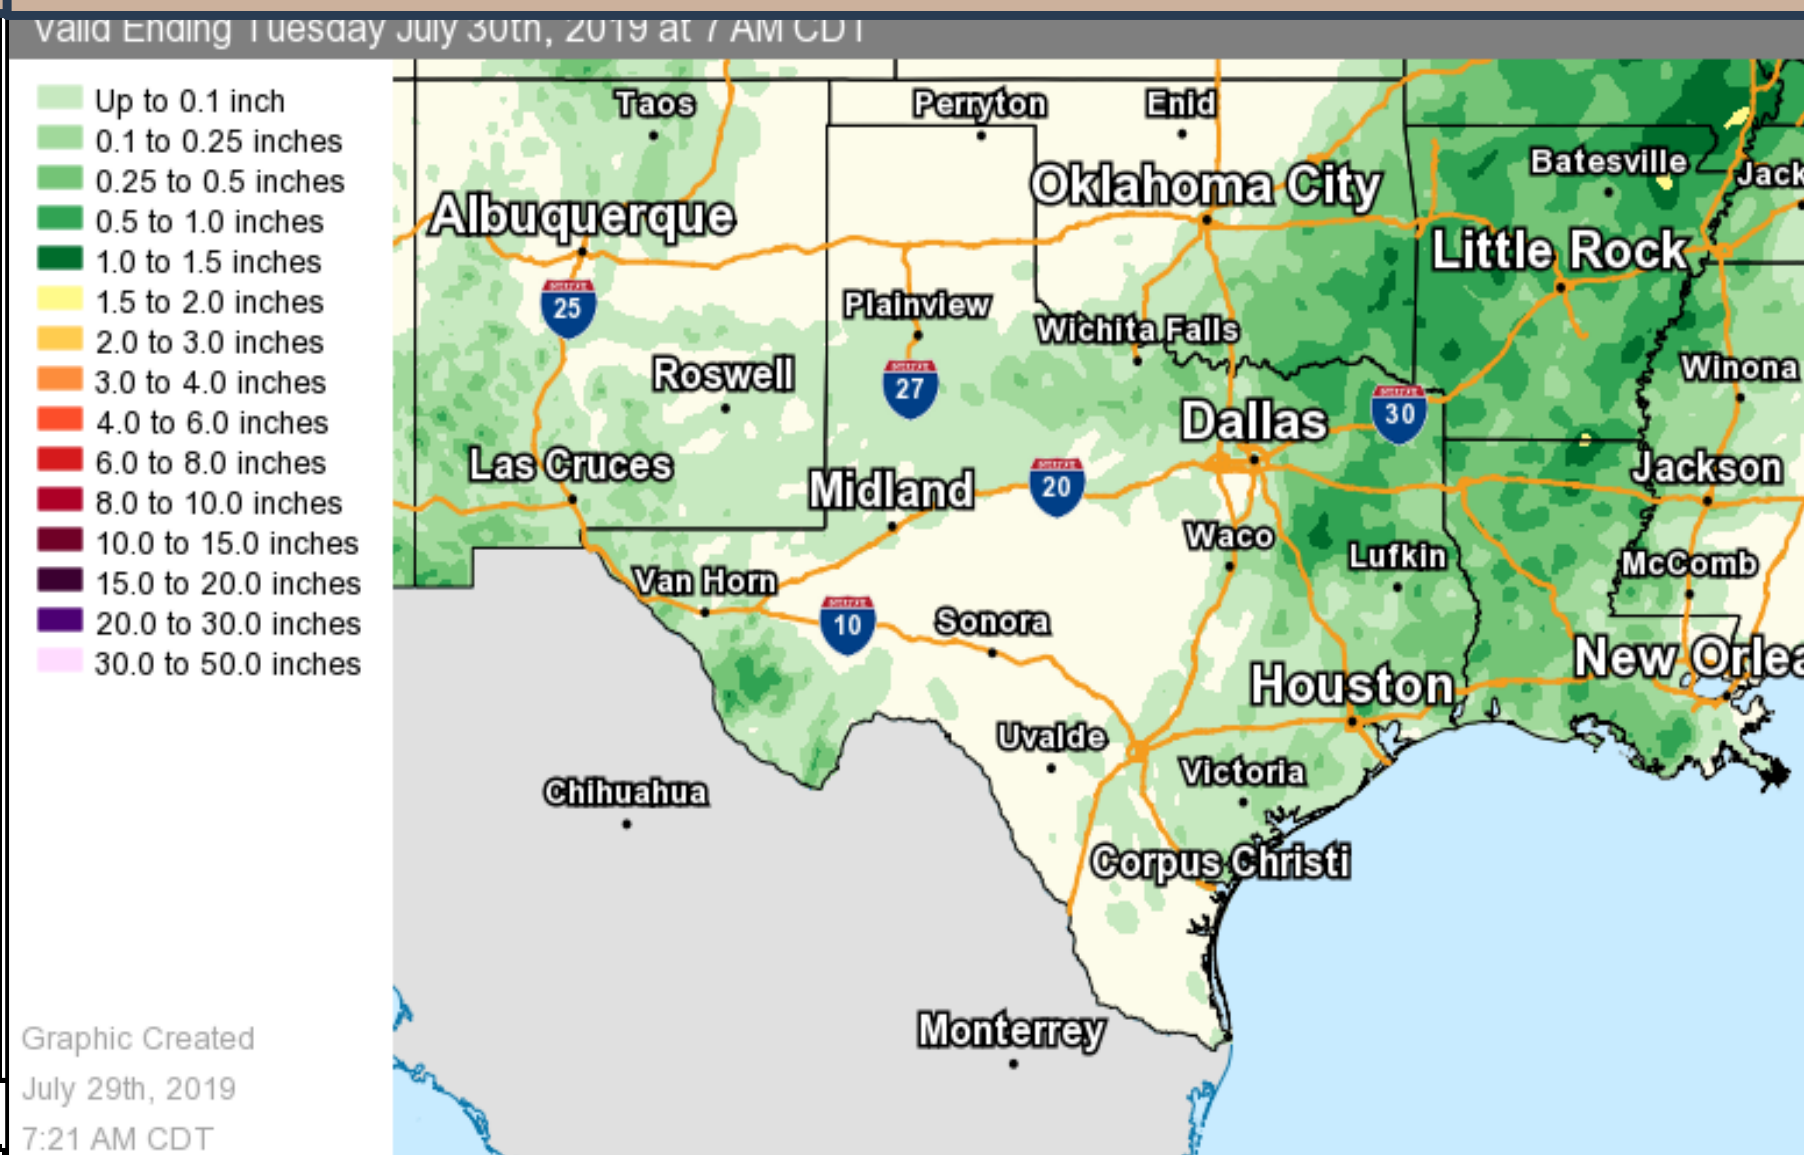 Valid Ending Tuesday July 30th, 2019 at 7 AM CDT
Up to 0.1 inch
0.1 to 0.25 inches
0.25 to 0.5 inches
0.5 to 1.0 inches
1.0 to 1.5 inches
1.5 to 2.0 inches
2.0 to 3.0 inches
3.0 to 4.0 inches
4.0 to 6.0 inches
6.0 to 8.0 inches
8.0 to 10.0 inches
10.0 to 15.0 inches
15.0 to 20.0 inches
20.0 to 30.0 inches
30.0 to 50.0 inches
Graphic Created
July 29th, 2019
7:21 AM CDT
Taos
Perryton
Enid
Batesville
Jack
Oklahoma City
Albuquerque
Little Rock
25
Plainview
Wichita Falls
Roswell
27
Winona
Dallas
30
Las Cruces
Midland
20
Jackson
Waco
Lufkin
McComb
Van Horn
10
Sonora
Houston
New Orlea
Uvalde
Victoria
Chihuahua
Corpus Christi
Monterrey